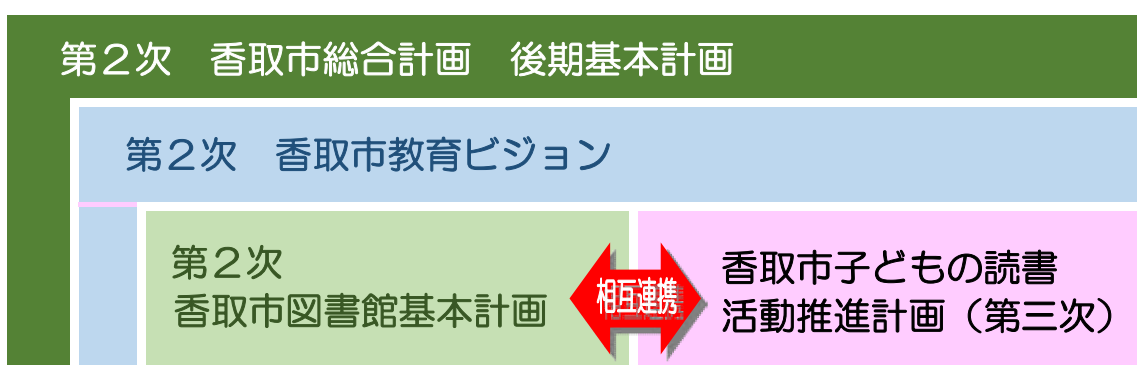 第２次　香取市総合計画　後期基本計画
第２次　香取市教育ビジョン
第２次
香取市図書館基本計画
相互連携
香取市子どもの読書
活動推進計画（第三次）